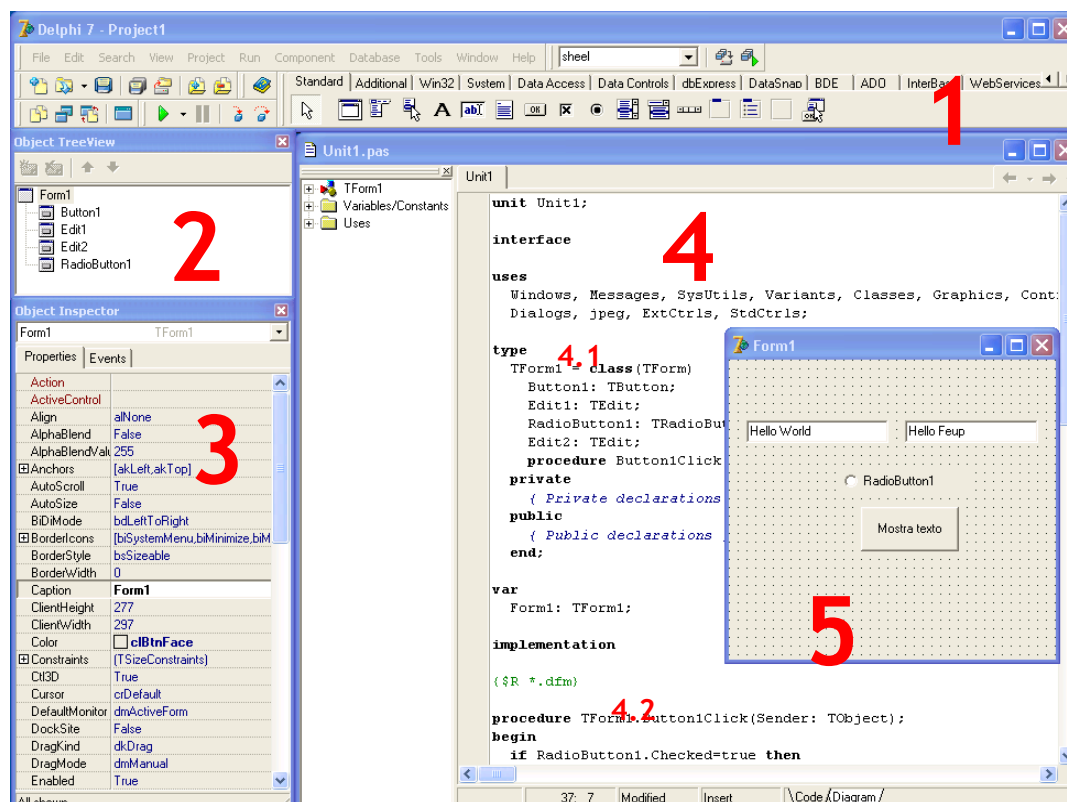 Delphi 7 - Project1
File Edit Search View Project Run Component Database Tools Window Help sheel
Standard Additional Win32 System Data Access Data Controls dbExpress DataSnap BDE ADO InterBase WebServices
1
Object TreeView
Form1
Button1
Edit1
Edit2
RadioButton1
2
Object Inspector
Form1 TForm1
Properties Events
Action
ActiveControl
Align alNone
AlphaBlend False
AlphaBlendValu 255
Anchors [akLeft,akTop]
AutoScroll True
AutoSize False
BiDiMode bdLeftToRight
BorderIcons [biSystemMenu,biMinimize,biM
BorderStyle bsSizeable
BorderWidth 0
Caption Form1
ClientHeight 277
ClientWidth 297
Color clBtnFace
Constraints (TSizeConstraints)
Ctl3D True
Cursor crDefault
DefaultMonitor dmActiveForm
DockSite False
DragKind dkDrag
DragMode dmManual
Enabled True
All shown
3
Unit1.pas
TForm1
Variables/Constants
Uses
Unit1
unit Unit1;
interface
uses
Windows, Messages, SysUtils, Variants, Classes, Graphics, Cont
Dialogs, jpeg, ExtCtrls, StdCtrls;
type
TForm1 = class(TForm)
Button1: TButton;
Edit1: TEdit;
RadioButton1: TRadioBut
Edit2: TEdit;
procedure Button1Click
private
{ Private declarations
public
{ Public declarations
end;
var
Form1: TForm1;
implementation
{$R *.dfm}
procedure TForm1.Button1Click(Sender: TObject);
begin
if RadioButton1.Checked=true then
4
4.1
4.2
37: 7 Modified Insert \Code/Diagram/
Form1
Hello World Hello Feup
RadioButton1
Mostra texto
5